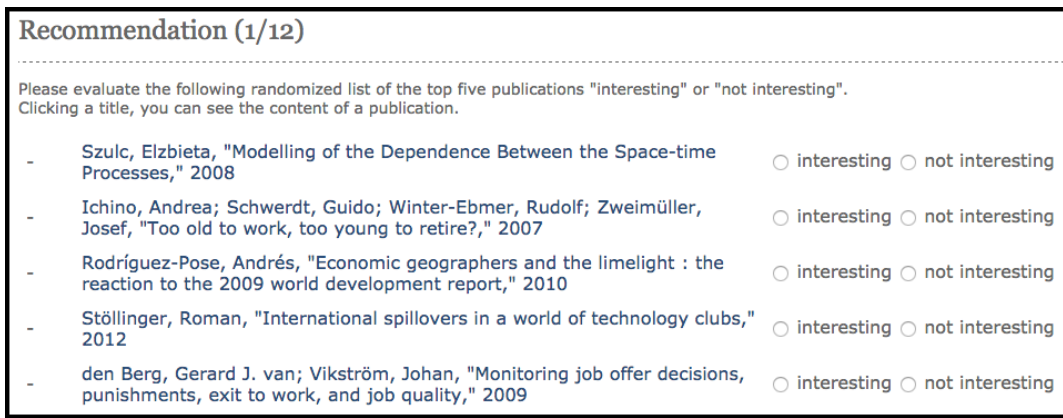 Recommendation (1/12)
Please evaluate the following randomized list of the top five publications "interesting" or "not interesting".
Clicking a title, you can see the content of a publication.
- Szulc, Elzbieta, "Modelling of the Dependence Between the Space-time
Processes," 2008
interesting not interesting
- Ichino, Andrea; Schwerdt, Guido; Winter-Ebmer, Rudolf; Zweimüller,
Josef, "Too old to work, too young to retire?," 2007
interesting not interesting
- Rodríguez-Pose, Andrés, "Economic geographers and the limelight : the
reaction to the 2009 world development report," 2010
interesting not interesting
- Stöllinger, Roman, "International spillovers in a world of technology clubs,"
2012
interesting not interesting
- den Berg, Gerard J. van; Vikström, Johan, "Monitoring job offer decisions,
punishments, exit to work, and job quality," 2009
interesting not interesting